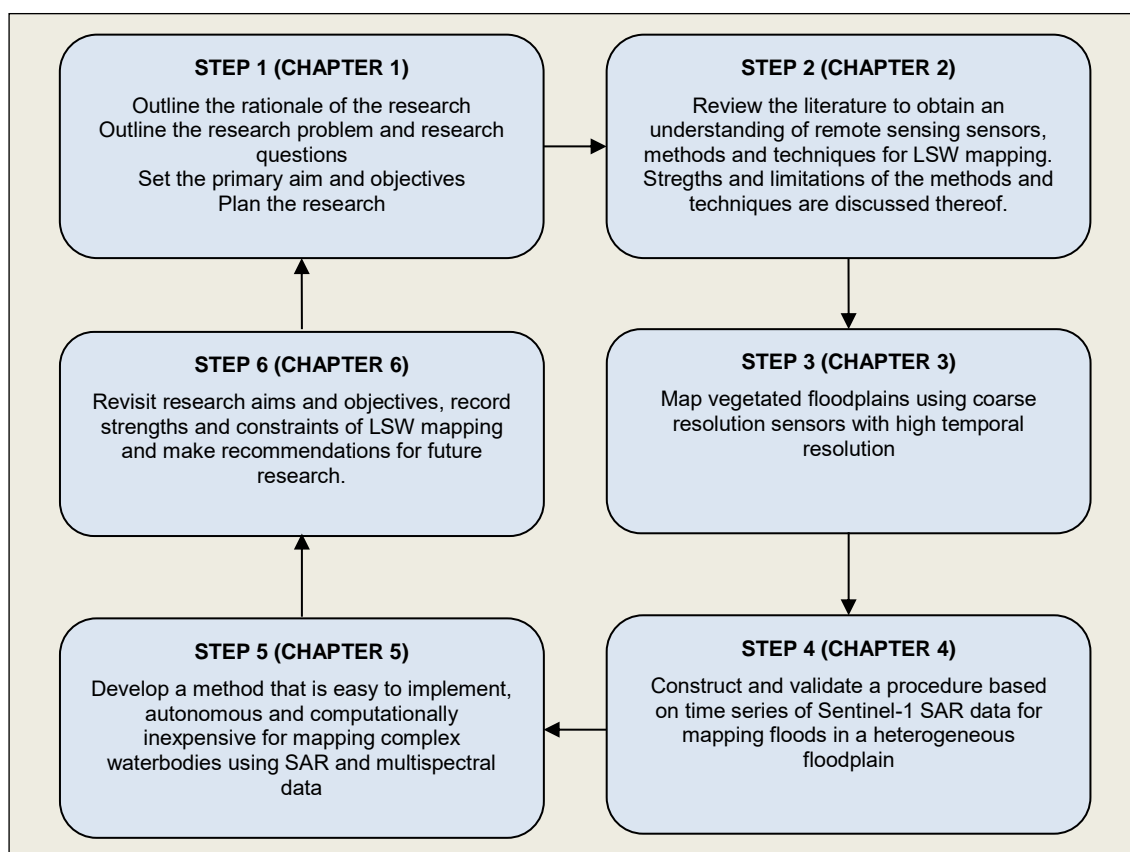 STEP 1 (CHAPTER 1)
Outline the rationale of the research
Outline the research problem and research
questions
Set the primary aim and objectives
Plan the research
STEP 2 (CHAPTER 2)
Review the literature to obtain an
understanding of remote sensing sensors,
methods and techniques for LSW mapping.
Stregths and limitations of the methods and
techniques are discussed thereof.
STEP 3 (CHAPTER 3)
Map vegetated floodplains using coarse
resolution sensors with high temporal
resolution
STEP 4 (CHAPTER 4)
Construct and validate a procedure based
on time series of Sentinel-1 SAR data for
mapping floods in a heterogeneous
floodplain
STEP 5 (CHAPTER 5)
Develop a method that is easy to implement,
autonomous and computationally
inexpensive for mapping complex
waterbodies using SAR and multispectral
data
STEP 6 (CHAPTER 6)
Revisit research aims and objectives, record
strengths and constraints of LSW mapping
and make recommendations for future
research.